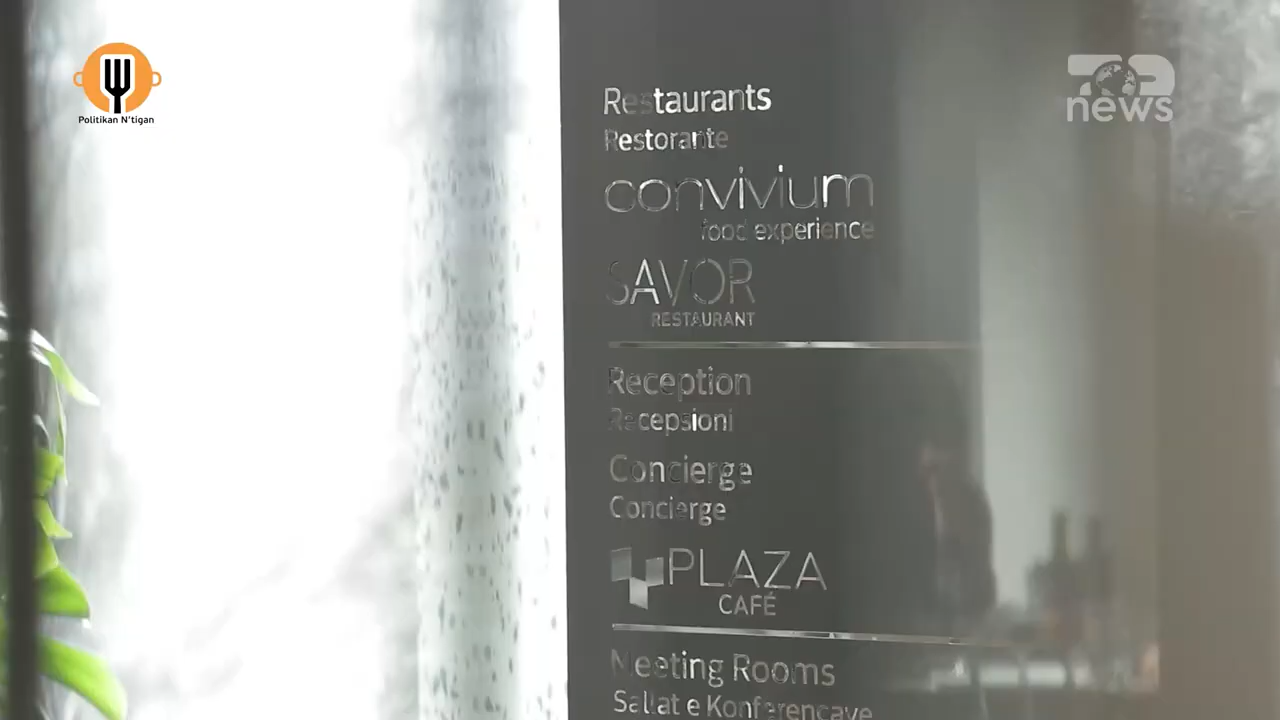 Politikan N'tigan
news
Restaurants
Restorante
convivium
food experience
SAVOR
RESTAURANT
Reception
Recepsioni
Concierge
Concierge
PLAZA
CAFÉ
Meeting Rooms
Sallat e Konferencave